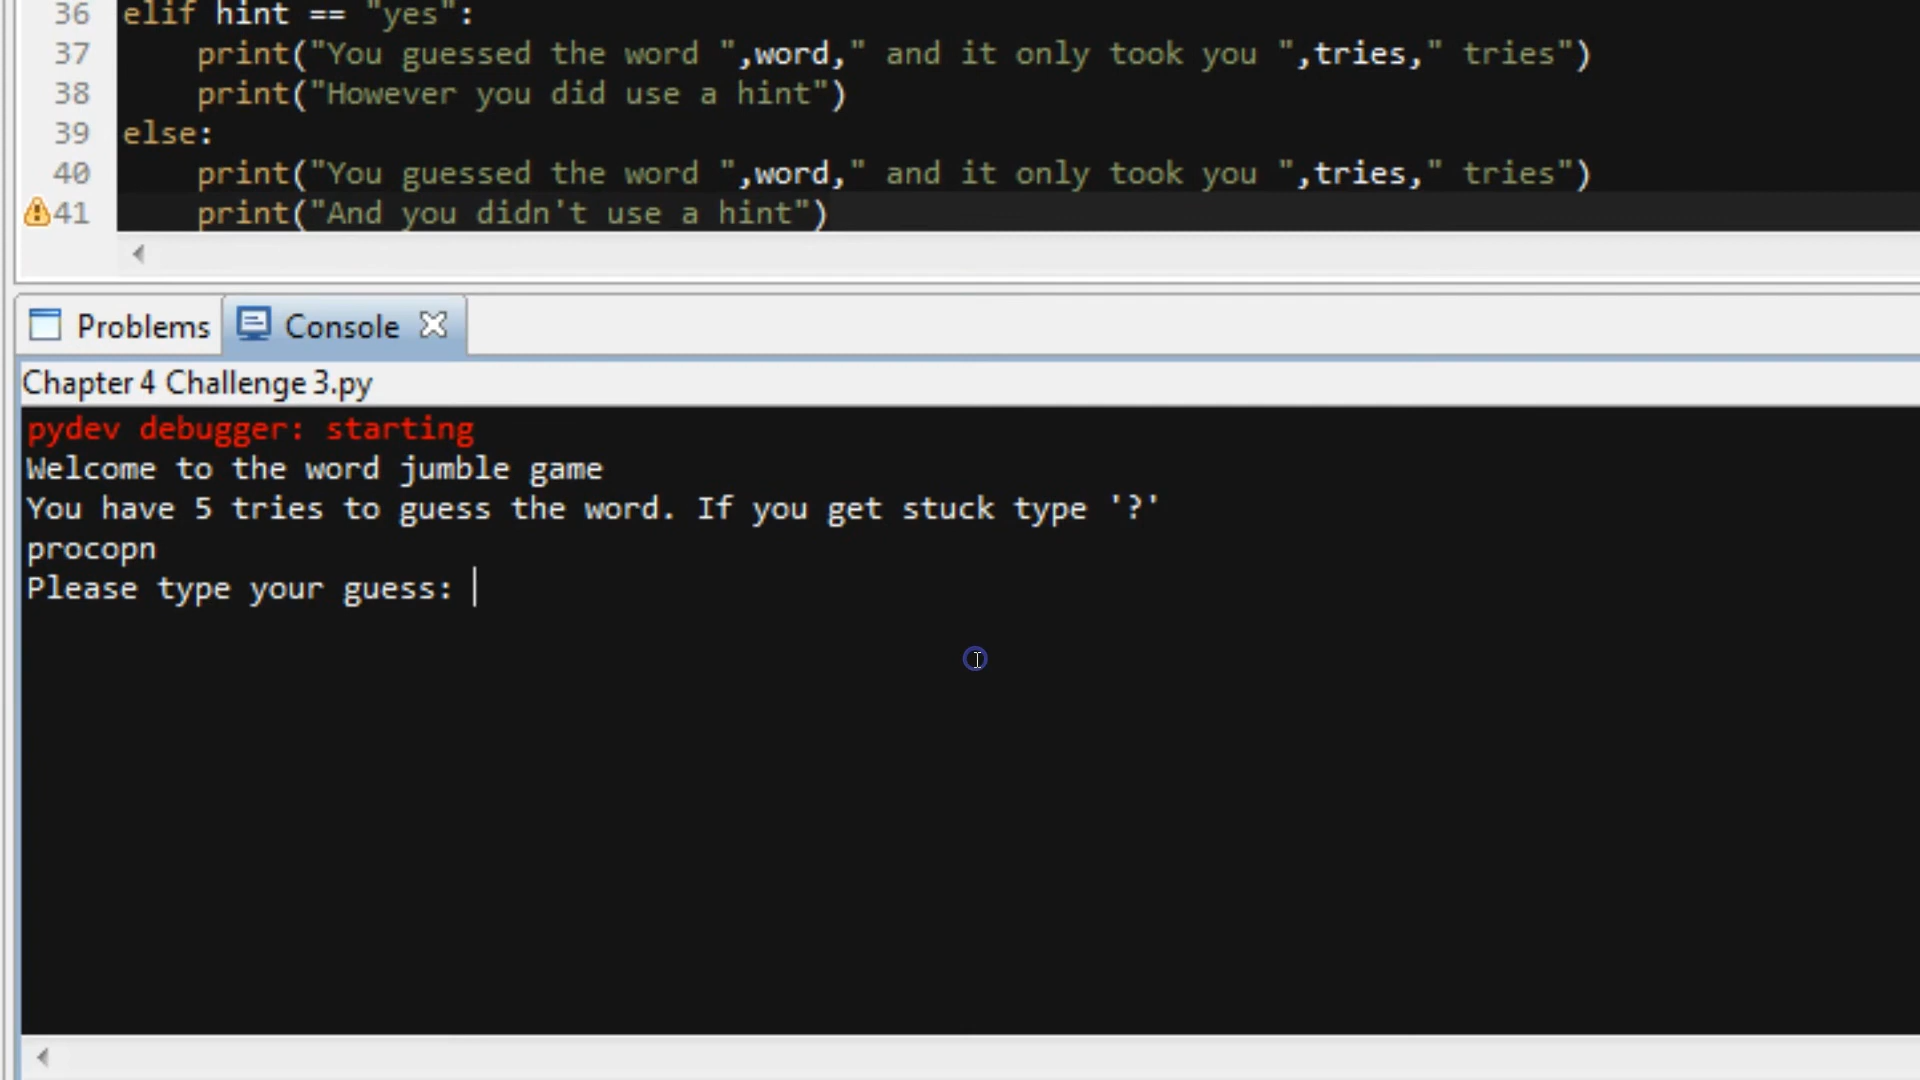 36 elif hint == "yes":
37 print("You guessed the word ",word," and it only took you ",tries," tries")
38 print("However you did use a hint")
39 else:
40 print("You guessed the word ",word," and it only took you ",tries," tries")
41 print("And you didn't use a hint")
Problems Console
Chapter 4 Challenge 3.py
pydev debugger: starting
Welcome to the word jumble game
You have 5 tries to guess the word. If you get stuck type '?'
procopn
Please type your guess: